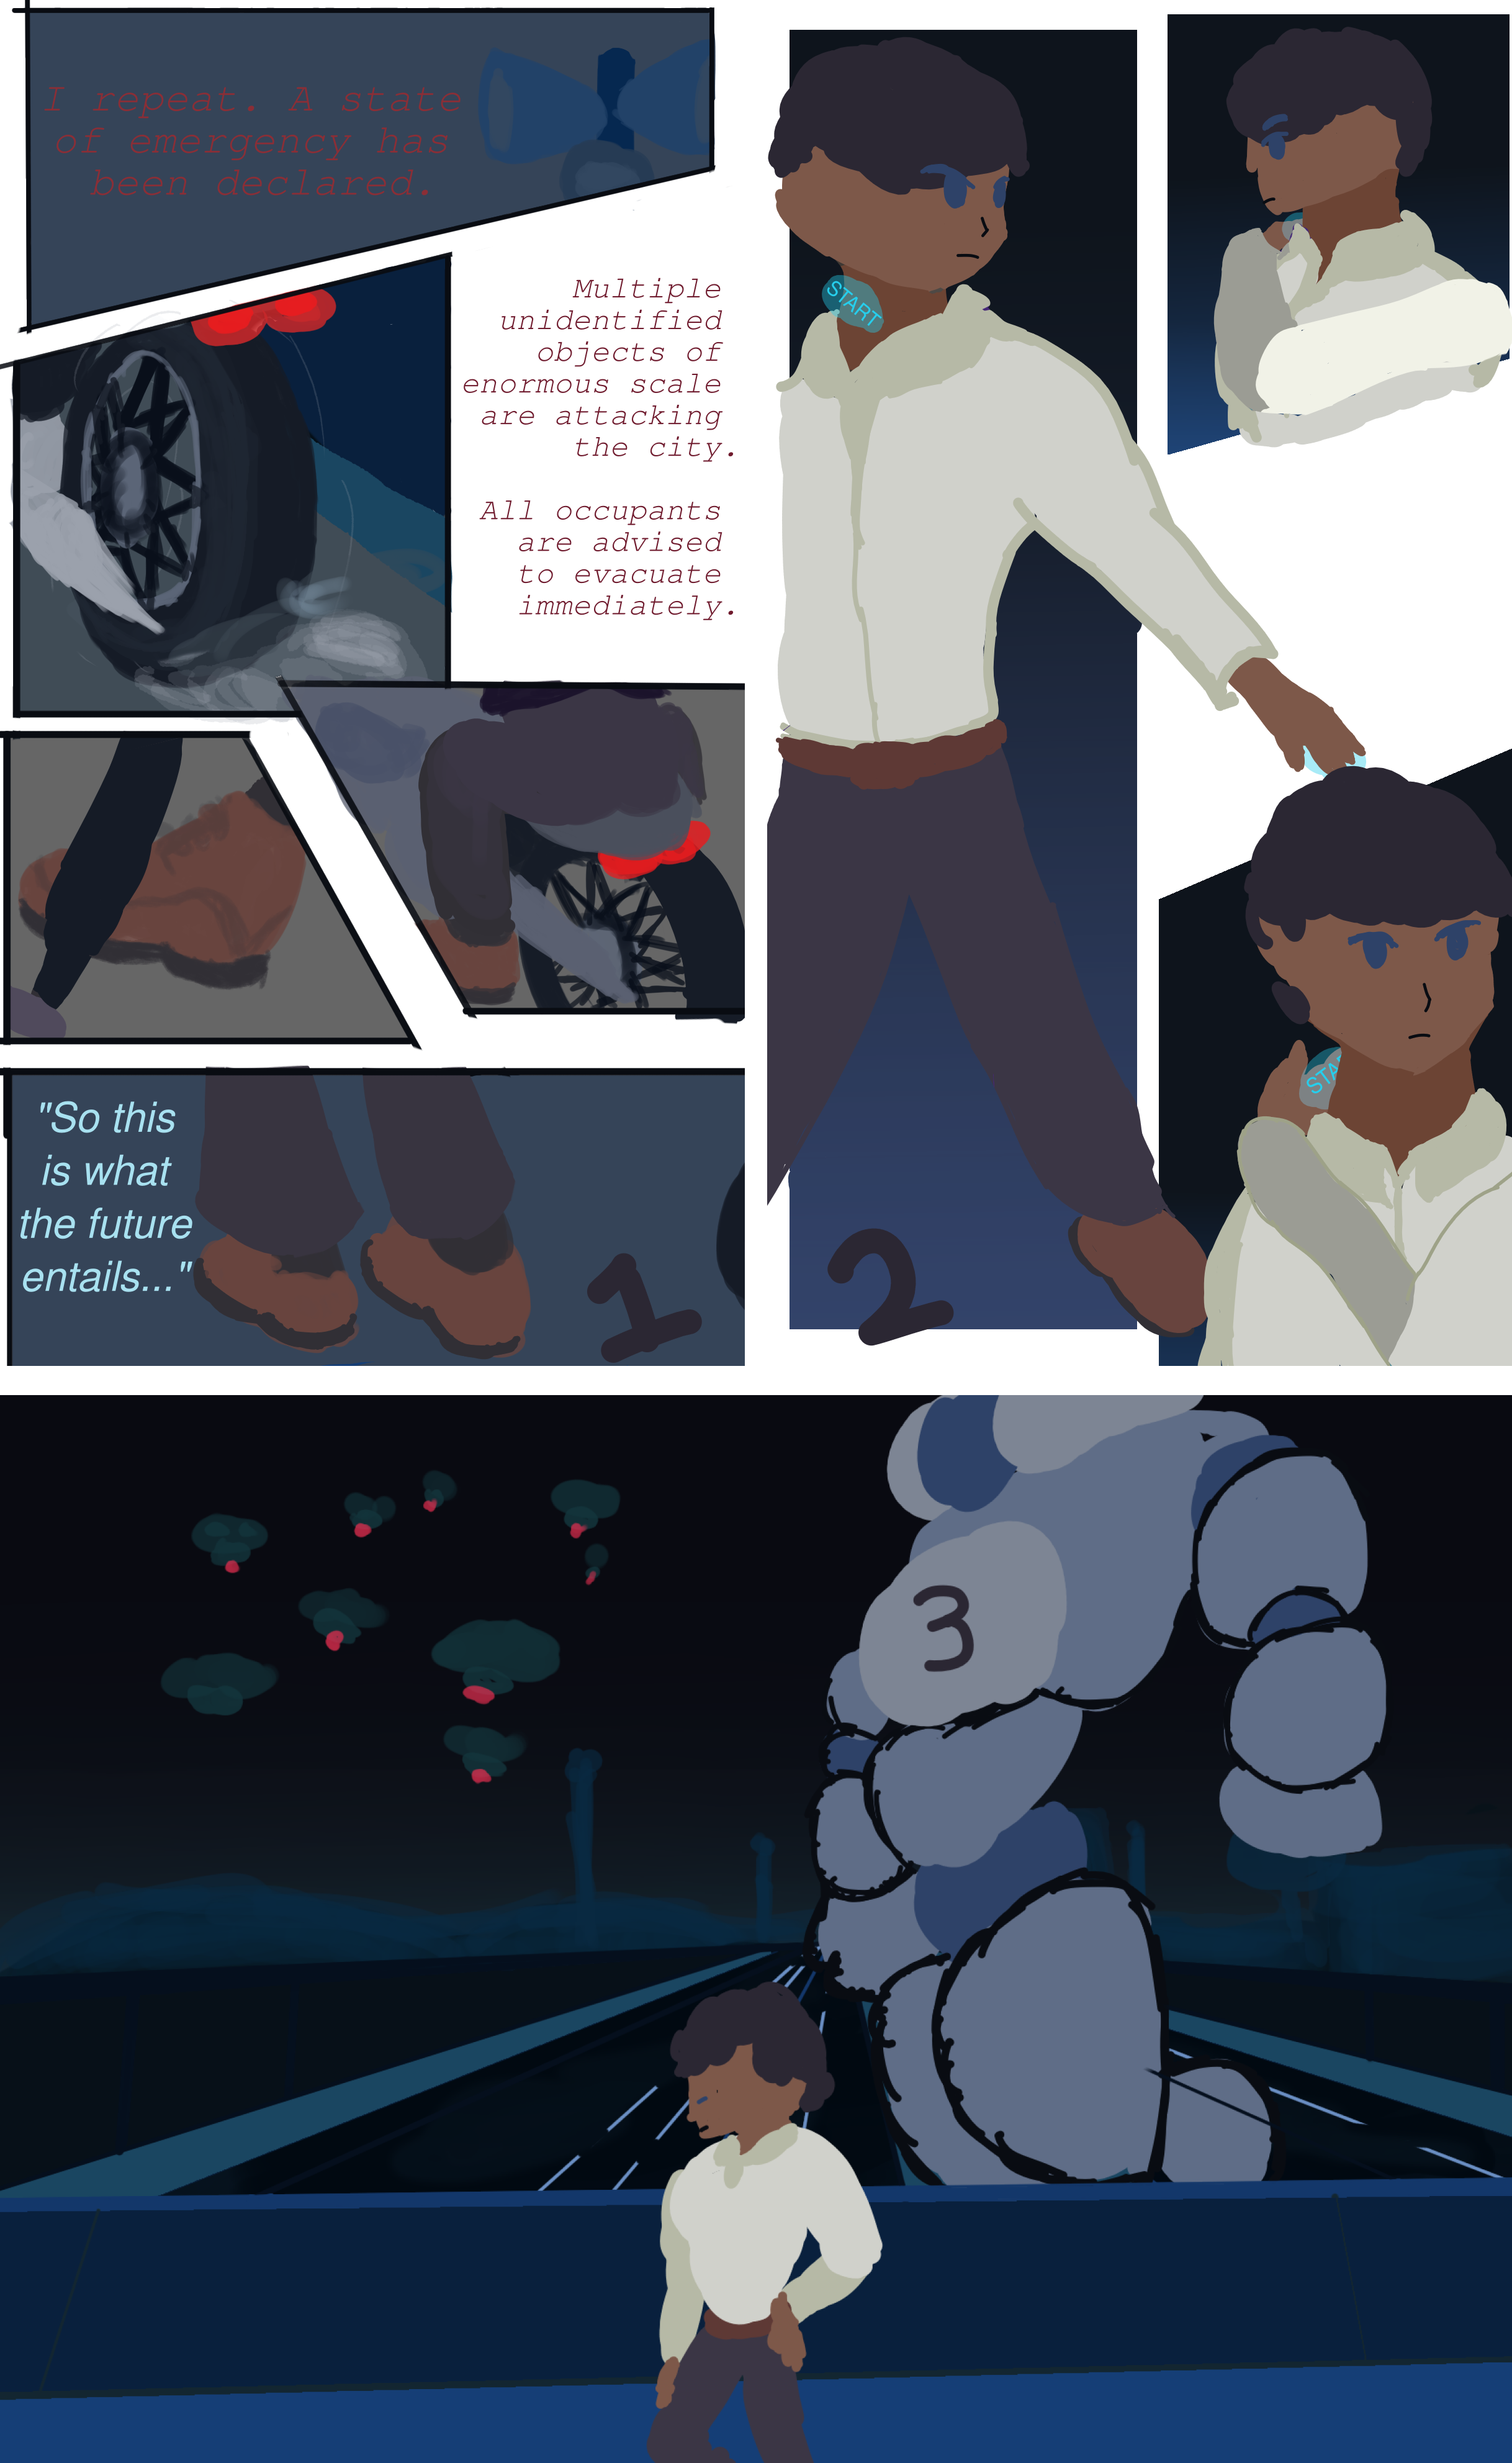 I repeat. A state
of emergency has
been declared.
Multiple
unidentified
objects of
enormous scale
are attacking
the city.
All occupants
are advised
to evacuate
immediately.
"So this
is what
the future
entails..."
1
START
STA
2
3